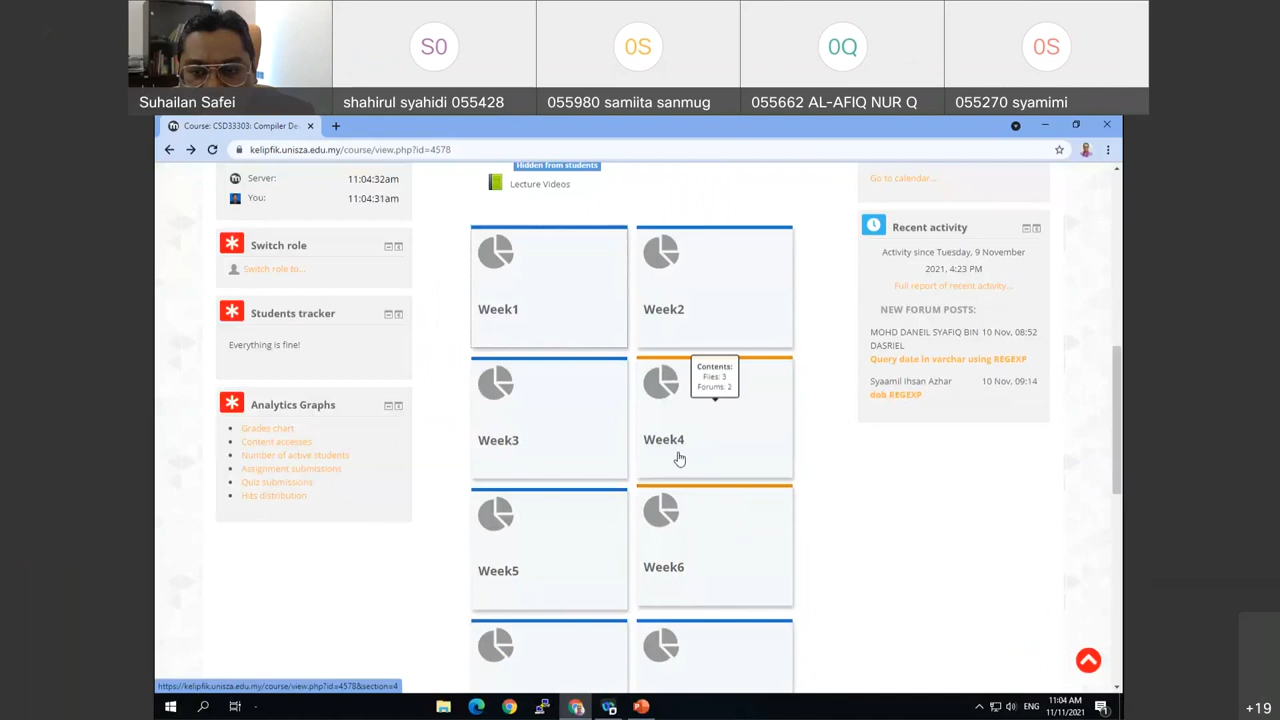 S0
0S
0Q
0S
Suhailan Safei
shahirul syahidi 055428
055980 samiita sanmug
055662 AL-AFIQ NUR Q
055270 syamimi
Course: CSD33303: Compiler De
kelipfik.unisza.edu.my/course/view.php?id=4578
Hidden from students
Lecture Videos
Server: 11:04:32am
You: 11:04:31am
Switch role
Switch role to...
Students tracker
Everything is fine!
Analytics Graphs
Grades chart
Content accesses
Number of active students
Assignment submissions
Quiz submissions
Hits distribution
Week1
Week2
Week3
Contents:
Files: 3
Forums: 2
Week4
Week5
Week6
Go to calendar...
Recent activity
Activity since Tuesday, 9 November
2021, 4:23 PM
Full report of recent activity...
NEW FORUM POSTS:
MOHD DANEIL SYAFIQ BIN 10 Nov, 08:52
DASRIEL
Query date in varchar using REGEXP
Syaamil Ihsan Azhar 10 Nov, 09:14
dob REGEXP
https://kelipfik.unisza.edu.my/course/view.php?id=4578&section=4
ENG
11:04 AM
11/11/2021
1
+19